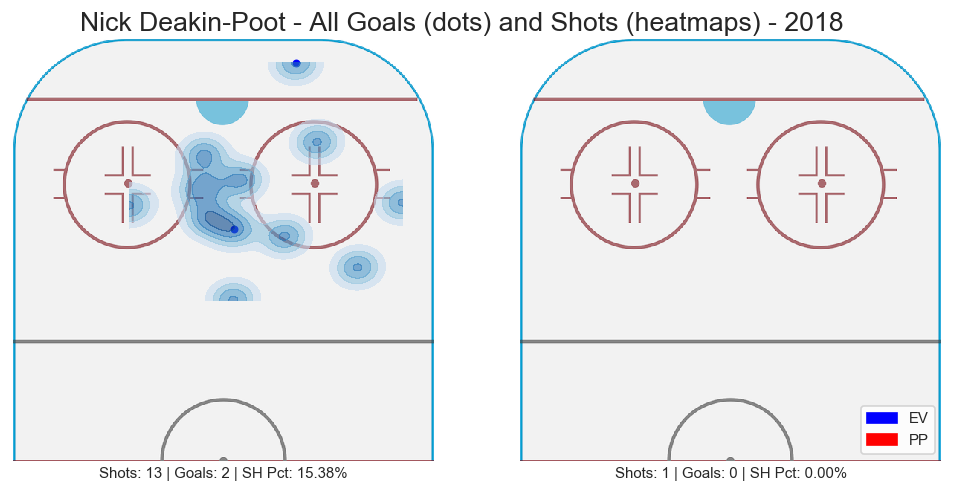 Nick Deakin-Poot - All Goals (dots) and Shots (heatmaps) - 2018
EV
PP
Shots: 13 | Goals: 2 | SH Pct: 15.38%
Shots: 1 | Goals: 0 | SH Pct: 0.00%